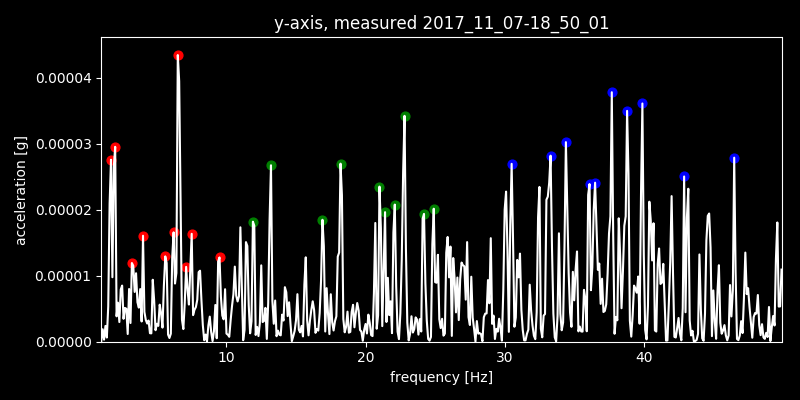 y-axis, measured 2017_11_07-18_50_01
0.00004
0.00003
0.00002
0.00001
0.00000
acceleration [g]
10 20 30 40
frequency [Hz]